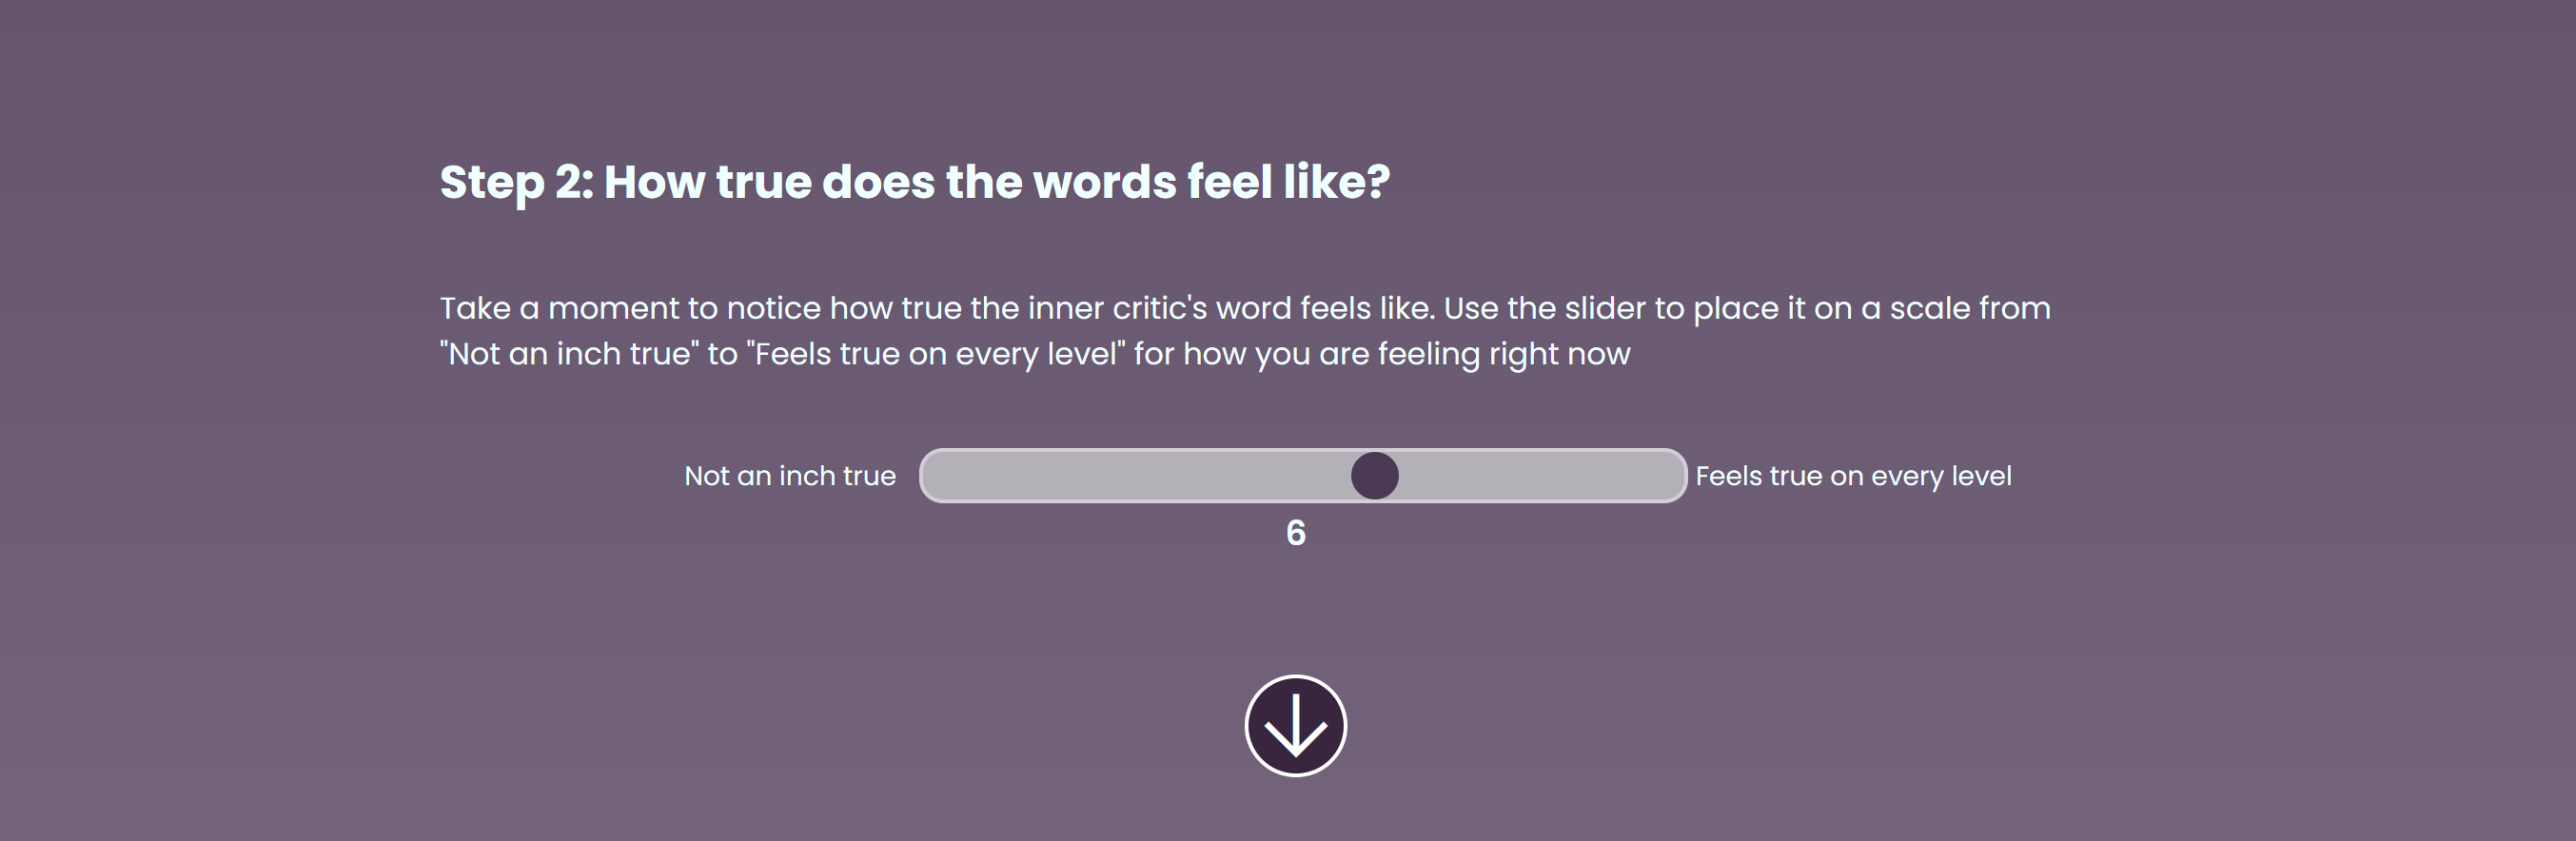 Step 2: How true does the words feel like?
Take a moment to notice how true the inner critic's word feels like. Use the slider to place it on a scale from
"Not an inch true" to "Feels true on every level" for how you are feeling right now
Not an inch true
Feels true on every level
6